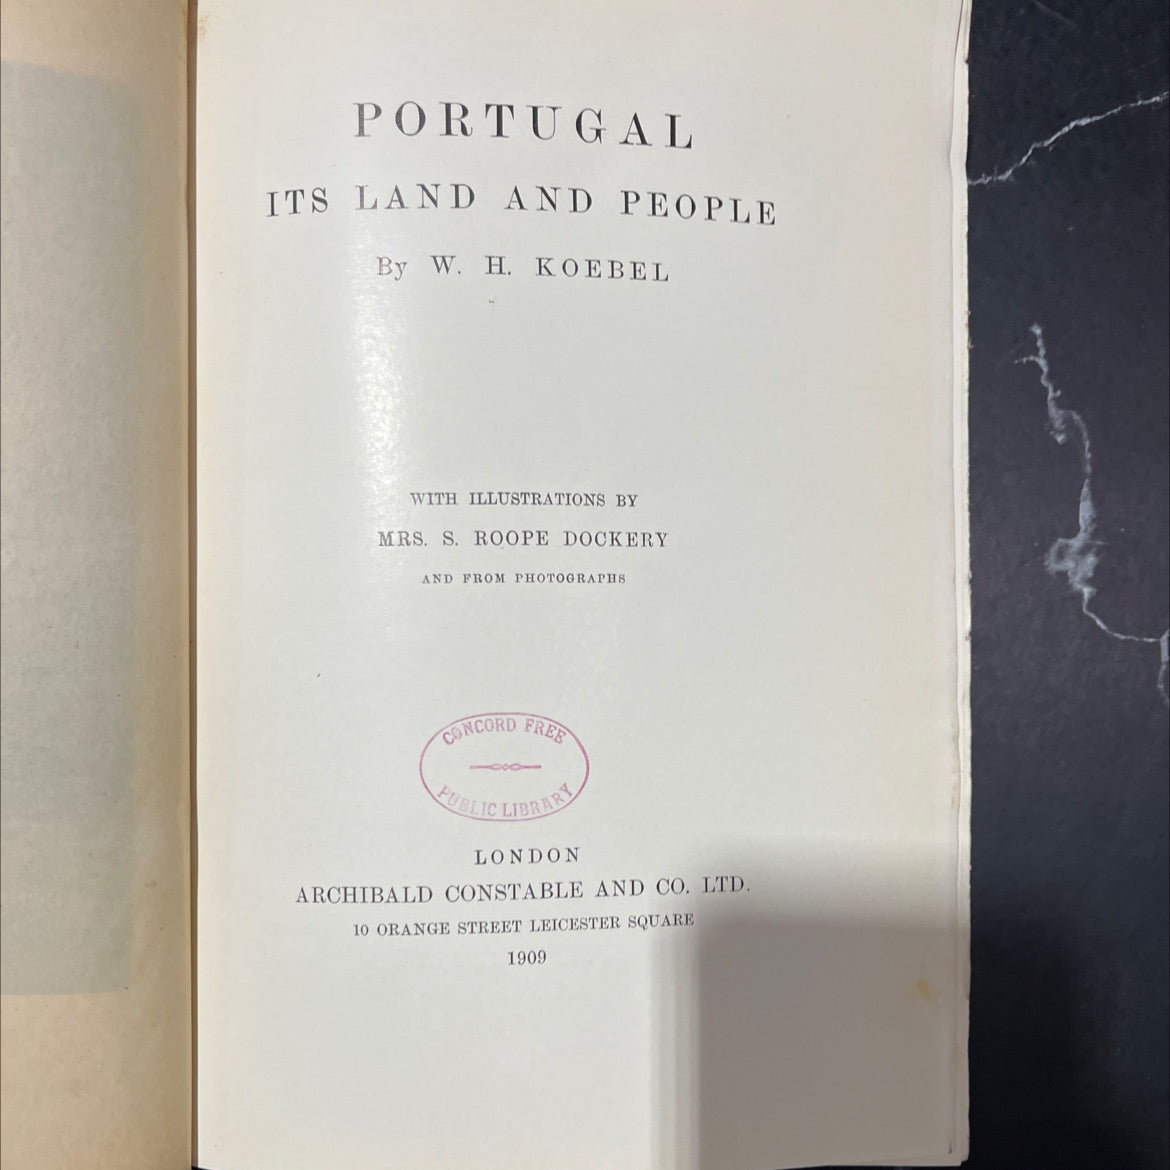 PORTUGAL
ITS LAND AND PEOPLE
By W. H. KOEBEL
WITH ILLUSTRATIONS BY
MRS. S. ROOPE DOCKERY
AND FROM PHOTOGRAPHS
CONCORD FREE
PUBLIC LIBRARY
LONDON
ARCHIBALD CONSTABLE AND CO. LTD.
10 ORANGE STREET LEICESTER SQUARE
1909